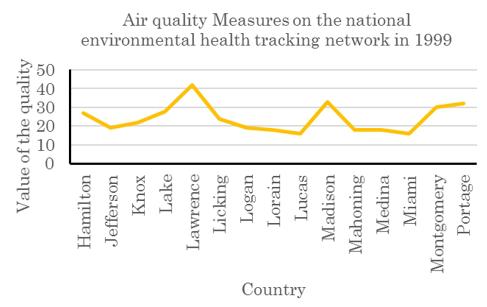 Air quality Measures on the national
environmental health tracking network in 1999
Value of the quality
50
40
30
20
10
0
Hamilton
Jefferson
Knox
Lake
Lawrence
Licking
Logan
Lorain
Lucas
Madison
Mahoning
Medina
Miami
Montgomery
Portage
Country